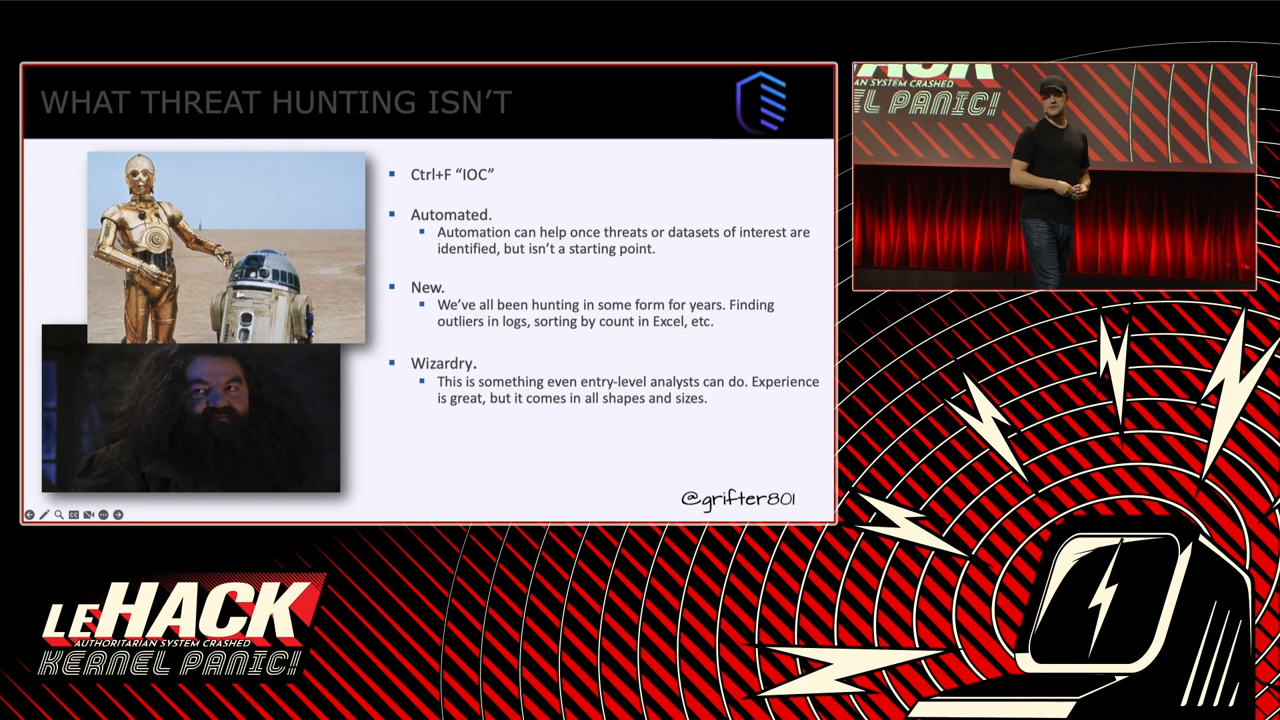 WHAT THREAT HUNTING ISN'T
Ctrl+F “IOC”
Automated.
Automation can help once threats or datasets of interest are
identified, but isn't a starting point.
New.
We've all been hunting in some form for years. Finding
outliers in logs, sorting by count in Excel, etc.
Wizardry.
This is something even entry-level analysts can do. Experience
is great, but it comes in all shapes and sizes.
@grifter801
HACK
AN SYSTEM CRASHED
EL PANIC!
LEHACK
AUTHORITARIAN SYSTEM CRASHED
KERNEL PANIC!